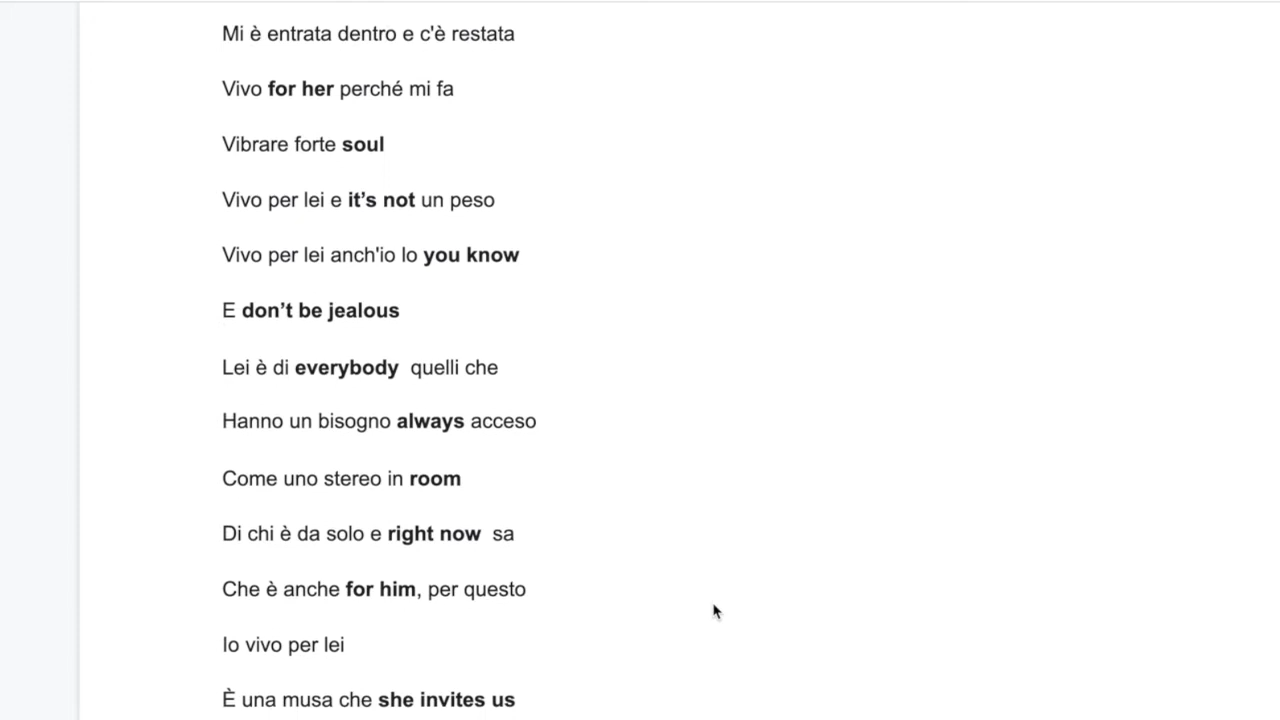 Mi è entrata dentro e c'è restata
Vivo for her perché mi fa
Vibrare forte soul
Vivo per lei e it’s not un peso
Vivo per lei anch'io lo you know
E don’t be jealous
Lei è di everybody  quelli che
Hanno un bisogno always acceso
Come uno stereo in room
Di chi è da solo e right now  sa
Che è anche for him, per questo
Io vivo per lei
È una musa che she invites us